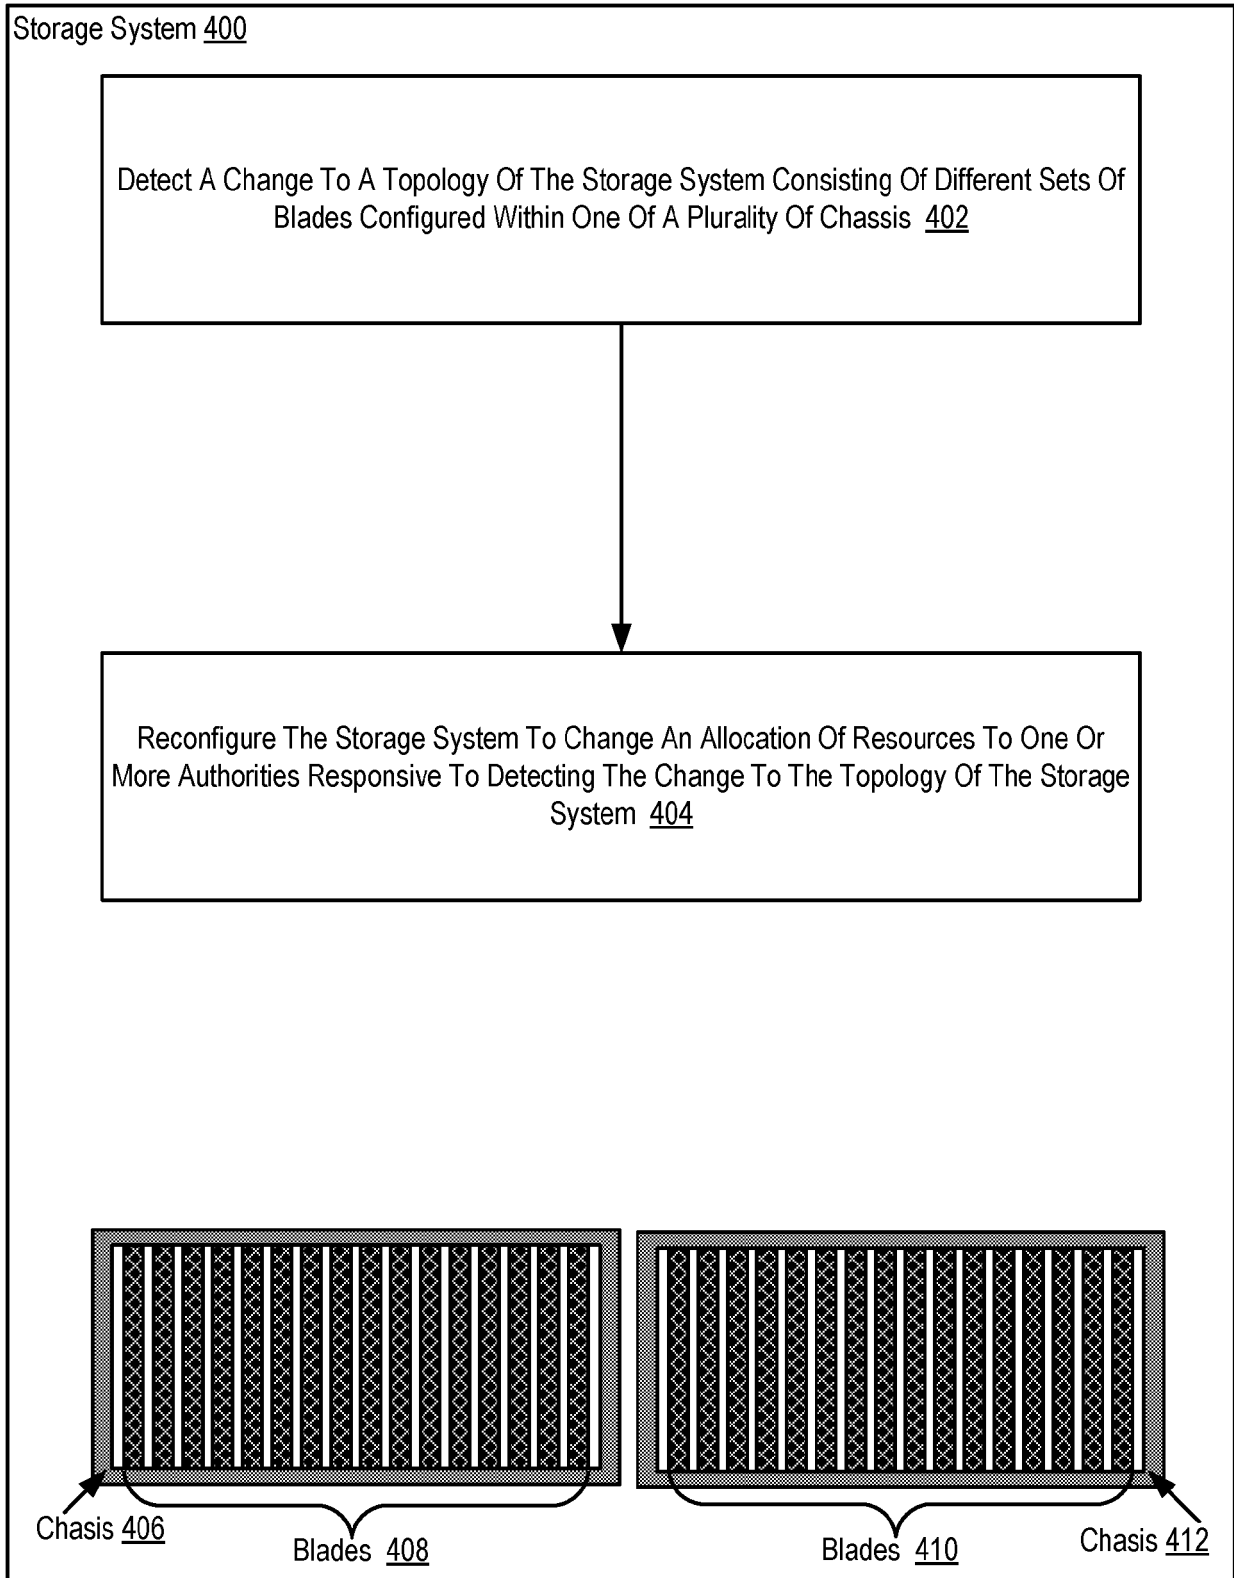 Storage System 400
Detect A Change To A Topology Of The Storage System Consisting Of Different Sets Of
Blades Configured Within One Of A Plurality Of Chassis 402
Reconfigure The Storage System To Change An Allocation Of Resources To One Or
More Authorities Responsive To Detecting The Change To The Topology Of The Storage
System 404
Chasis 406
Blades 408
Blades 410
Chasis 412